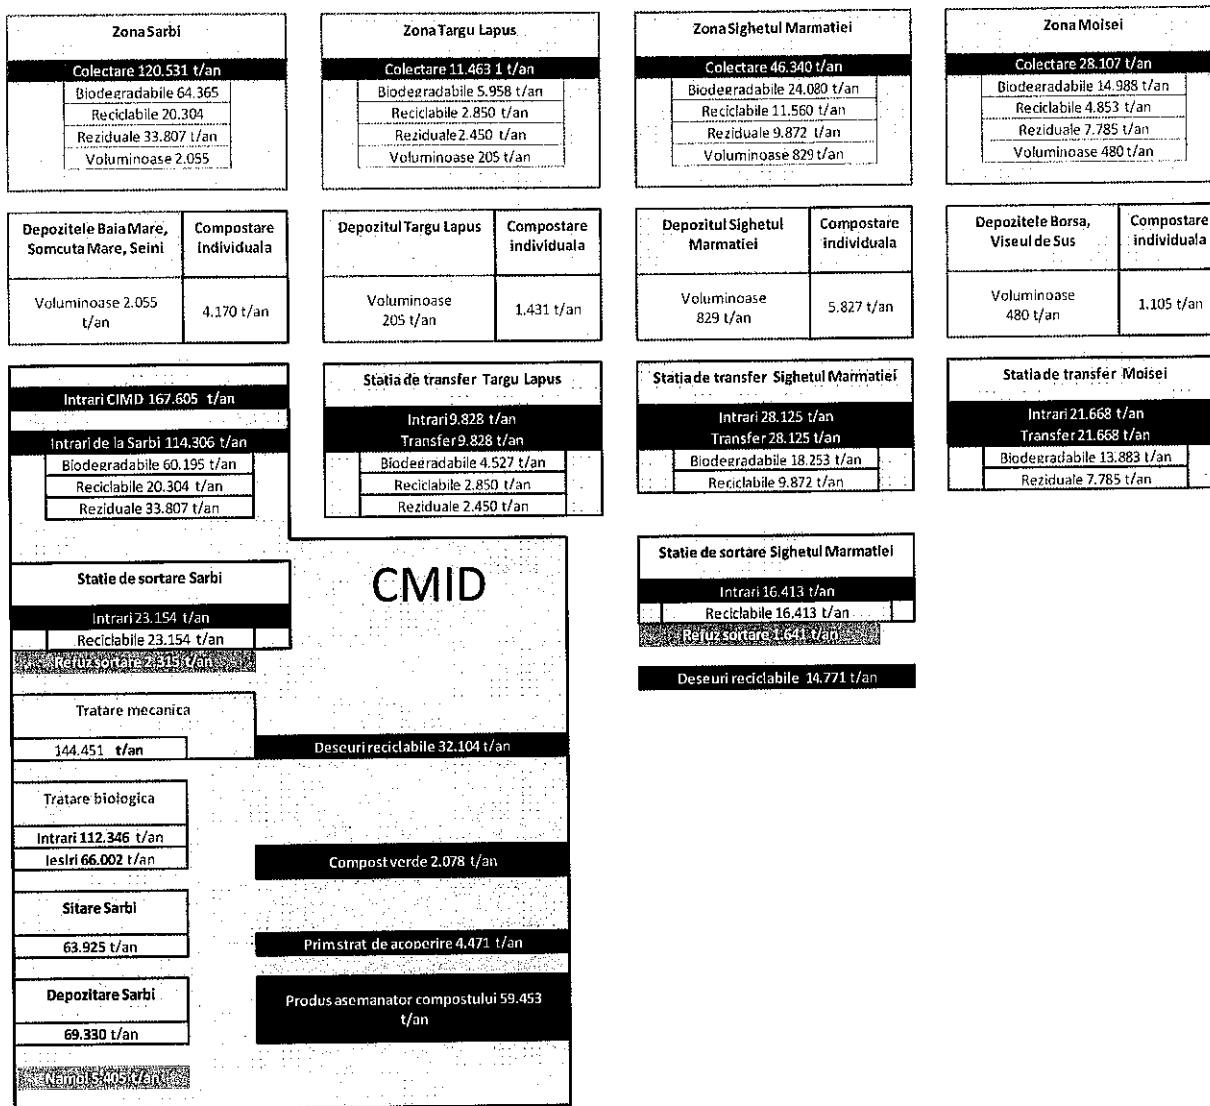 Zona Sarbi
Colectare 120.531 t/an
Biodegradabile 64.365
Reciclabile 20.304
Reziduale 33.807 t/an
Voluminoase 2.055
Zona Targu Lapus
Colectare 11.463 1 t/an
Biodegradabile 5.958 t/an
Reciclabile 2.850 t/an
Reziduale 2.450 t/an
Voluminoase 205 t/an
Zona Sighetul Marmatiei
Colectare 46.340 t/an
Biodegradabile 24.080 t/an
Reciclabile 11.560 t/an
Reziduale 9.872 t/an
Voluminoase 829 t/an
Zona Moisei
Colectare 28.107 t/an
Biodegradabile 14.988 t/an
Reciclabile 4.853 t/an
Reziduale 7.785 t/an
Voluminoase 480 t/an
Depozitele Baia Mare,
Somcuta Mare, Seini
Compostare
individuala
Voluminoase 2.055
t/an
4.170 t/an
Depozitul Targu Lapus
Compostare
individuala
Voluminoase
205 t/an
1.431 t/an
Depozitul Sighetul
Marmatiei
Compostare
individuala
Voluminoase
829 t/an
5.827 t/an
Depozitele Borsa,
Viseul de Sus
Compostare
individuala
Voluminoase
480 t/an
1.105 t/an
Intrari CIMD 167.605 t/an
Intrari de la Sarbi 114.306 t/an
Biodegradabile 60.195 t/an
Reciclabile 20.304 t/an
Reziduale 33.807 t/an
Statia de transfer Targu Lapus
Intrari 9.828 t/an
Transfer 9.828 t/an
Biodegradabile 4.527 t/an
Reciclabile 2.850 t/an
Reziduale 2.450 t/an
Statia de transfer Sighetul Marmatiei
Intrari 28.125 t/an
Transfer 28.125 t/an
Biodegradabile 18.253 t/an
Reciclabile 9.872 t/an
Statia de transfer Moisei
Intrari 21.668 t/an
Transfer 21.668 t/an
Biodegradabile 13.883 t/an
Reziduale 7.785 t/an
Statie de sortare Sarbi
Intrari 23.154 t/an
Reciclabile 23.154 t/an
Refuz sortare 2.315 t/an
CMID
Statie de sortare Sighetul Marmatiei
Intrari 16.413 t/an
Reciclabile 16.413 t/an
Refuz sortare 1.641 t/an
Deseuri reciclabile 14.771 t/an
Tratare mecanica
144.451 t/an
Deseuri reciclabile 32.104 t/an
Tratare biologica
Intrari 112.346 t/an
Iesiri 66.002 t/an
Compost verde 2.078 t/an
Sitare Sarbi
63.925 t/an
Prim strat de acoperire 4.471 t/an
Depozitare Sarbi
69.330 t/an
Produs asemanator compostului 59.453
t/an
Namol 5.405 t/an